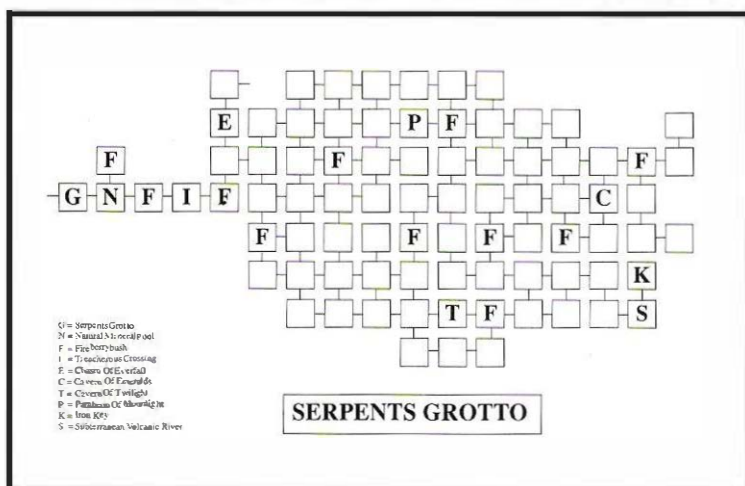 E P F
F F F
G N F I F C
F F F F
K
T F S
G = Serpents Grotto
N = Natural Mineral Pool
F = Fireberrybush
I = Treacherous Crossing
E = Chasm Of Everfall
C = Cavern Of Emeralds
T = Cavern Of Twilight
P = Of Moonlight
K = Iron Key
S = Subterranean Volcanic River
SERPENTS GROTTO